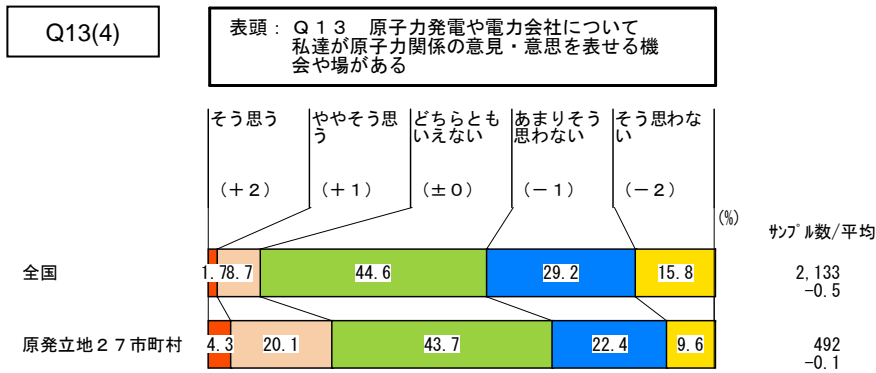 Q13(4)
表頭： Ｑ１３　原子力発電や電力会社について
私達が原子力関係の意見・意思を表せる機
会や場がある
そう思う
ややそう思
う
どちらとも
いえない
あまりそう
思わない
そう思わな
い
（＋２）
（＋１）
（±０）
（－１）
（－２）
(%)
ｻﾝﾌﾟﾙ数/平均
全国
1.7
8.7
44.6
29.2
15.8
2,133
-0.5
原発立地２７市町村
4.3
20.1
43.7
22.4
9.6
492
-0.1